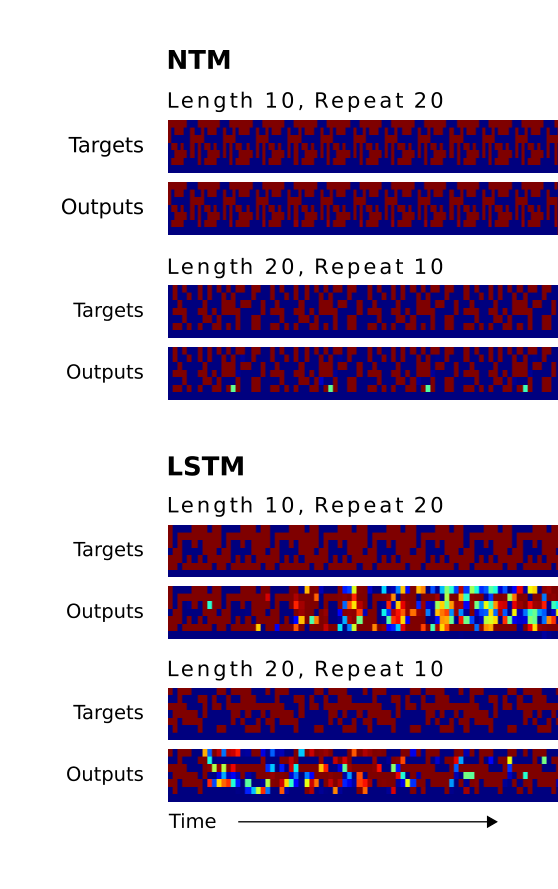 NTM
Length 10, Repeat 20
Targets
Outputs
Length 20, Repeat 10
Targets
Outputs
LSTM
Length 10, Repeat 20
Targets
Outputs
Length 20, Repeat 10
Targets
Outputs
Time